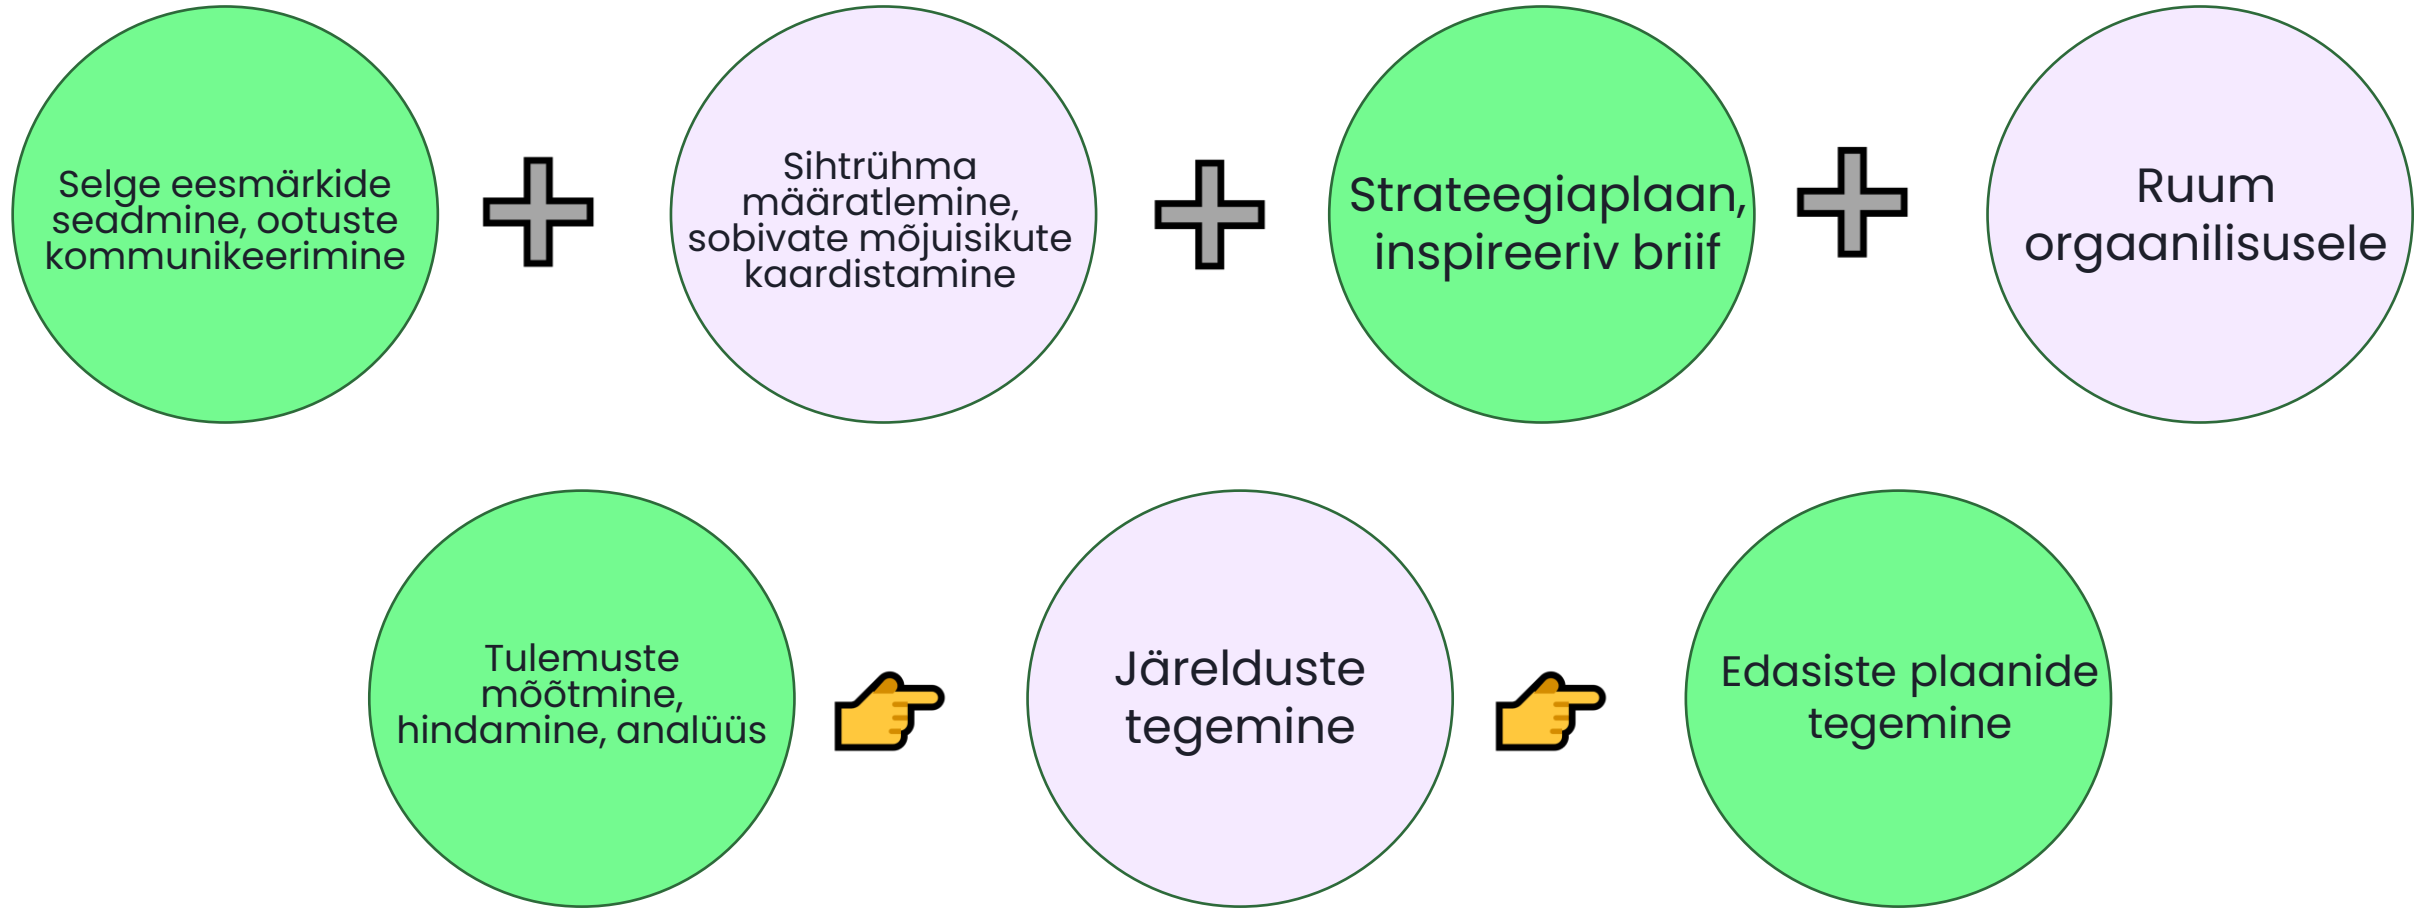 Selge eesmärkide
seadmine, ootuste
kommunikeerimine
Sihtrühma
määratlemine,
sobivate mõjuisikute
kaardistamine
Strateegiaplaan,
inspireeriv briif
Ruum
orgaanilisusele
Tulemuste
mõõtmine,
hindamine, analüüs
Järelduste
tegemine
Edasiste plaanide
tegemine